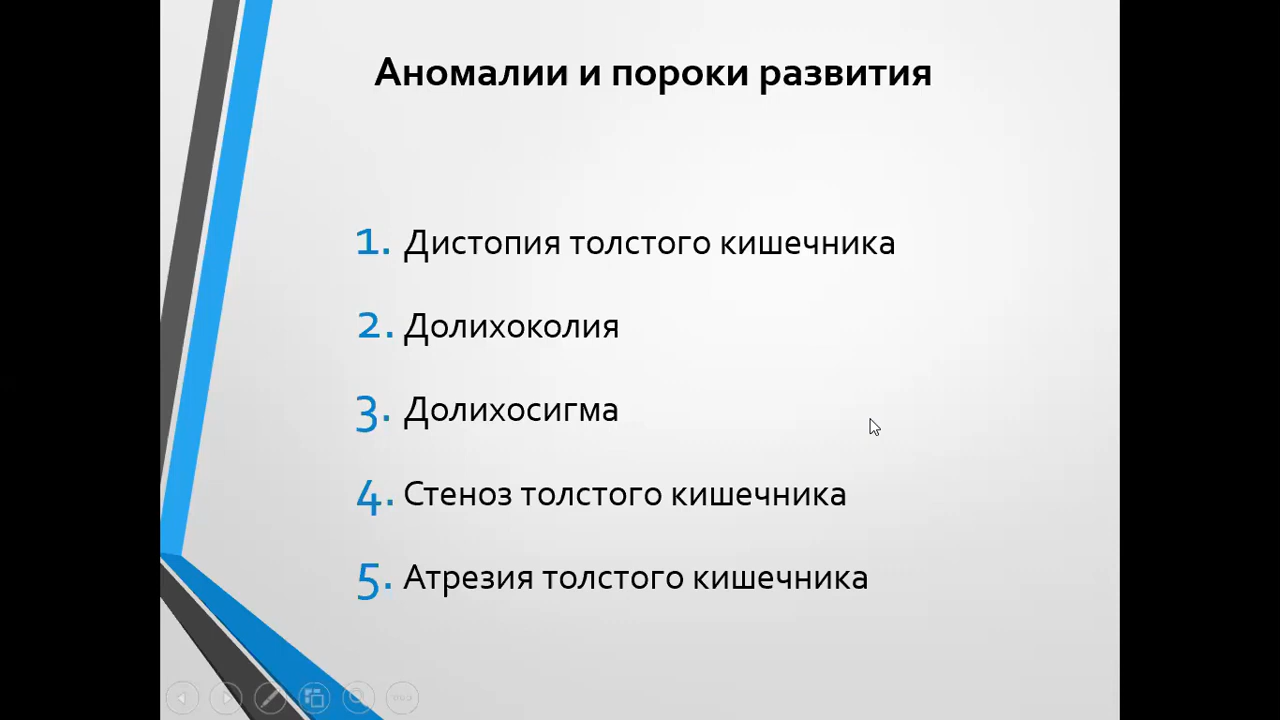 Аномалии и пороки развития
1. Дистопия толстого кишечника
2. Долихоколия
3. Долихосигма
4. Стеноз толстого кишечника
5. Атрезия толстого кишечника